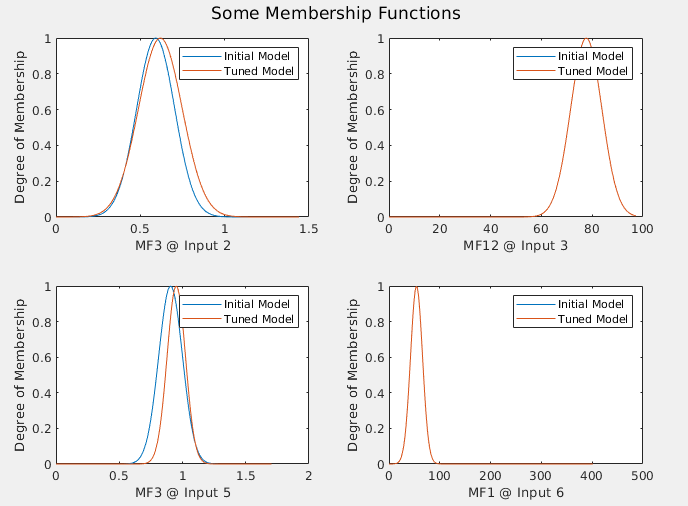 Some Membership Functions
Degree of Membership
1
0.8
0.6
0.4
0.2
0
0 0.5 1 1.5
MF3 @ Input 2
Initial Model
Tuned Model
Degree of Membership
1
0.8
0.6
0.4
0.2
0
0 20 40 60 80 100
MF12 @ Input 3
Initial Model
Tuned Model
Degree of Membership
1
0.8
0.6
0.4
0.2
0
0 0.5 1 1.5 2
MF3 @ Input 5
Initial Model
Tuned Model
Degree of Membership
1
0.8
0.6
0.4
0.2
0
0 100 200 300 400 500
MF1 @ Input 6
Initial Model
Tuned Model